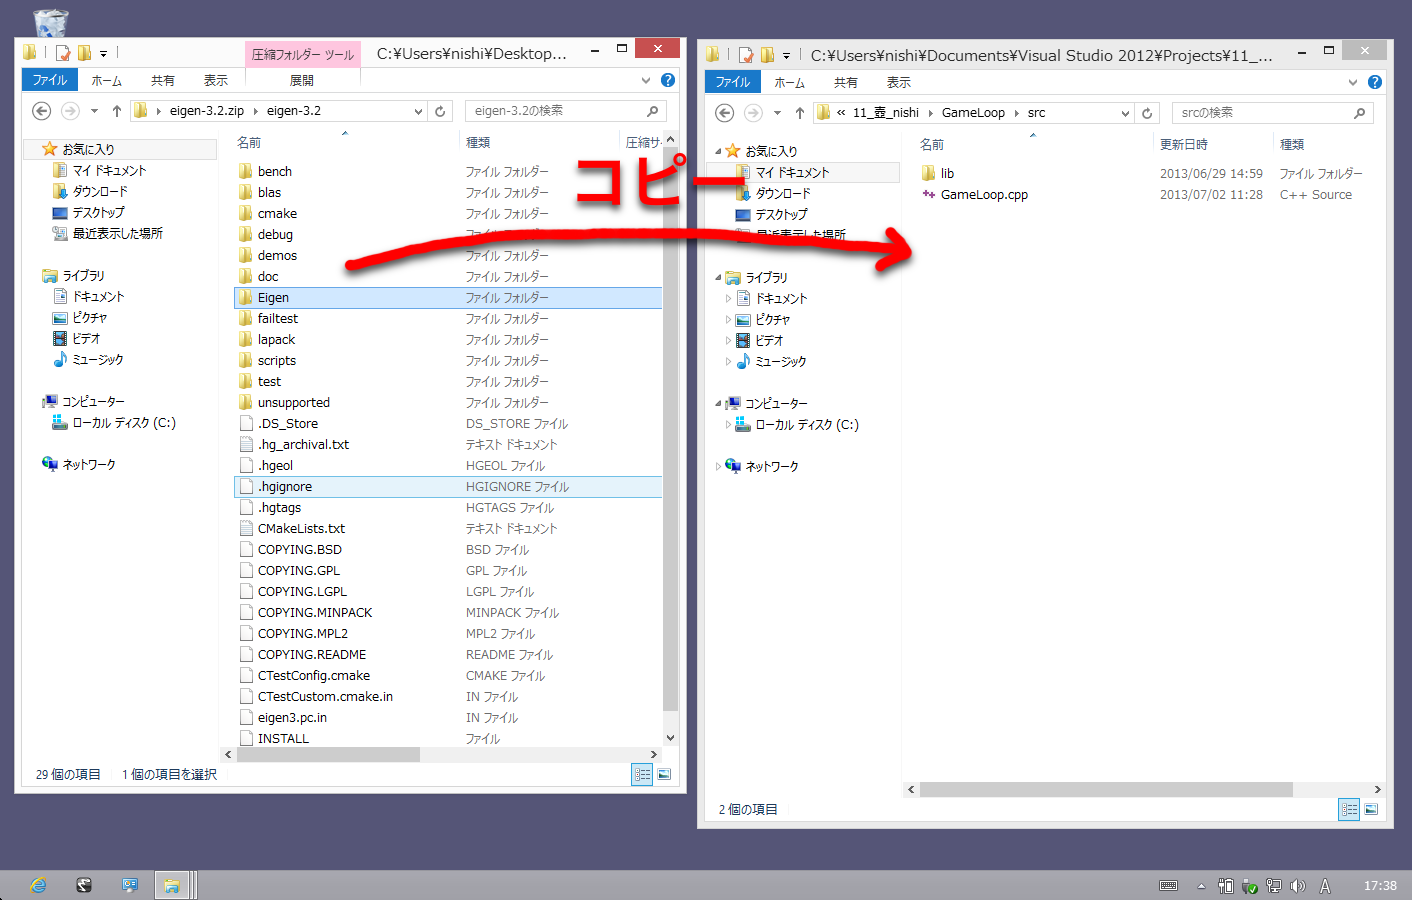 圧縮フォルダー ツール
C:¥Users¥nishi¥Desktop...
ファイル
ホーム
共有
表示
展開
eigen-3.2.zip
eigen-3.2
eigen-3.2の検索
お気に入り
マイ ドキュメント
ダウンロード
デスクトップ
最近表示した場所
ライブラリ
ドキュメント
ピクチャ
ビデオ
ミュージック
コンピューター
ローカル ディスク (C:)
ネットワーク
名前 種類 圧縮サ
bench ファイル フォルダー
blas ファイル フォルダー
cmake ファイル フォルダー
debug ファイル フォルダー
demos ファイル フォルダー
doc ファイル フォルダー
Eigen ファイル フォルダー
failtest ファイル フォルダー
lapack ファイル フォルダー
scripts ファイル フォルダー
test ファイル フォルダー
unsupported ファイル フォルダー
.DS_Store DS_STORE ファイル
.hg_archival.txt テキスト ドキュメント
.hgeol HGEOL ファイル
.hgignore HGIGNORE ファイル
.hgtags HGTAGS ファイル
CMakeLists.txt テキスト ドキュメント
COPYING.BSD BSD ファイル
COPYING.GPL GPL ファイル
COPYING.LGPL LGPL ファイル
COPYING.MINPACK MINPACK ファイル
COPYING.MPL2 MPL2 ファイル
COPYING.README README ファイル
CTestConfig.cmake CMAKE ファイル
CTestCustom.cmake.in IN ファイル
eigen3.pc.in IN ファイル
INSTALL ファイル
29 個の項目 1 個の項目を選択
コピー
C:¥Users¥nishi¥Documents¥Visual Studio 2012¥Projects¥11_...
ファイル
ホーム
共有
表示
« 11_壺_nishi
GameLoop
src
srcの検索
お気に入り
マイ ドキュメント
ダウンロード
デスクトップ
最近表示した場所
ライブラリ
ドキュメント
ピクチャ
ビデオ
ミュージック
コンピューター
ローカル ディスク (C:)
ネットワーク
名前 更新日時 種類
lib 2013/06/29 14:59 ファイル フォルダー
GameLoop.cpp 2013/07/02 11:28 C++ Source
2 個の項目
A
17:38